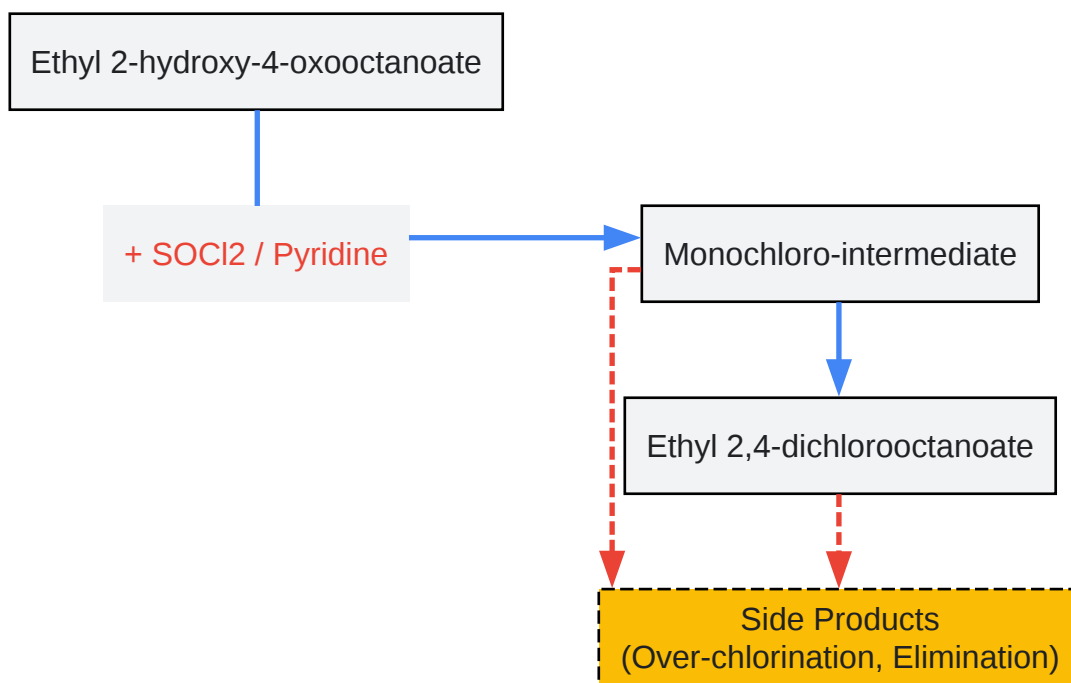 Ethyl 2-hydroxy-4-oxooctanoate
+ SOCl2 / Pyridine
Monochloro-intermediate
Ethyl 2,4-dichlorooctanoate
Side Products
(Over-chlorination, Elimination)